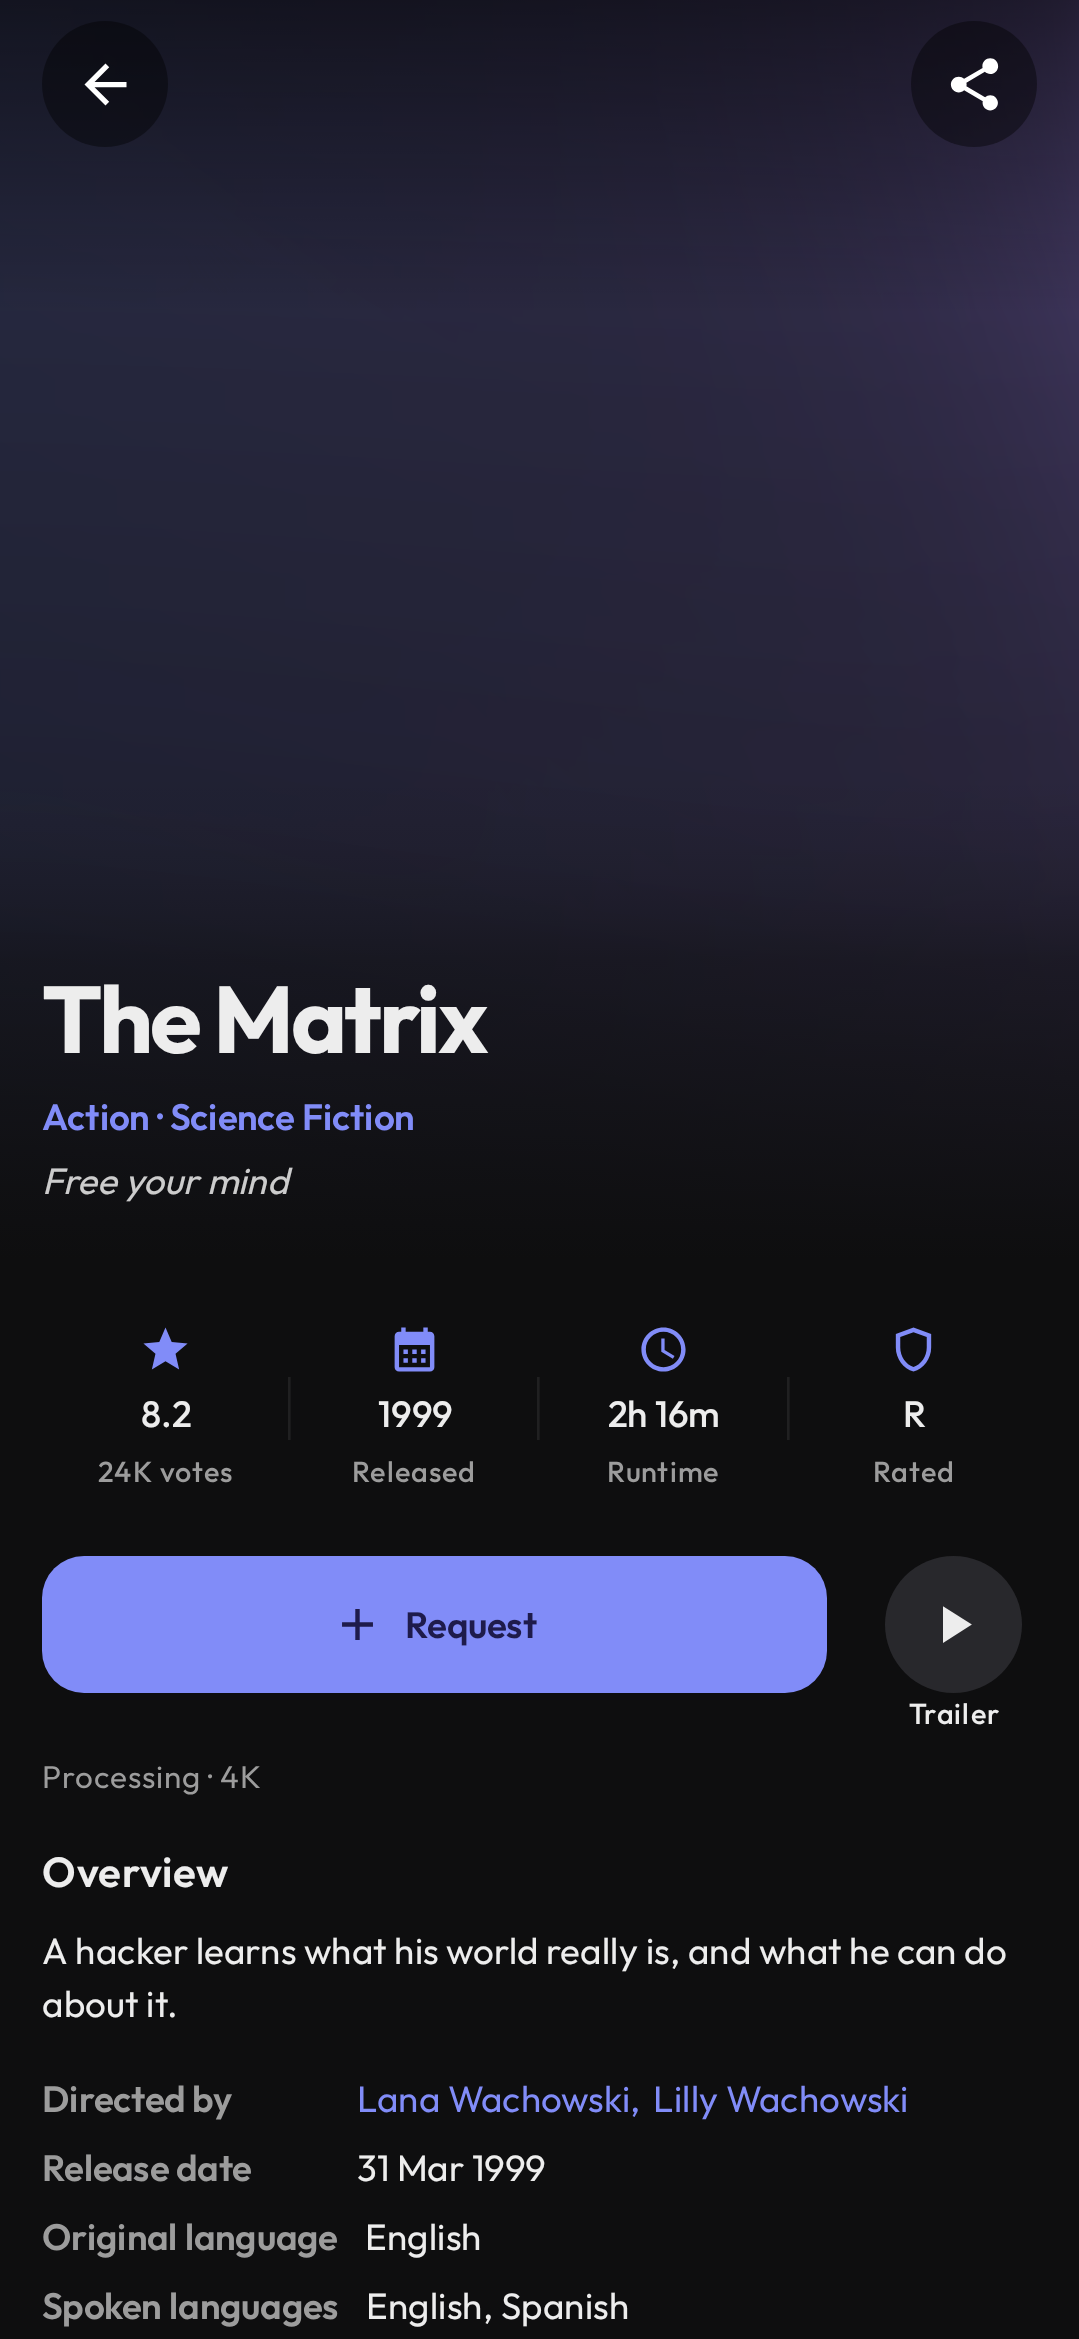 The Matrix
Action · Science Fiction
Free your mind
8.2
24K votes
1999
Released
2h 16m
Runtime
R
Rated
Request
Trailer
Processing · 4K
Overview
A hacker learns what his world really is, and what he can do
about it.
Directed by Lana Wachowski, Lilly Wachowski
Release date 31 Mar 1999
Original language English
Spoken languages English, Spanish